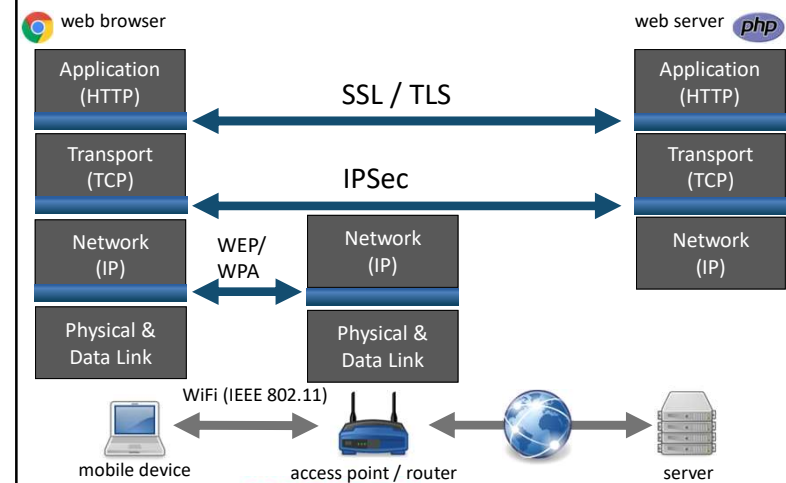 web browser
web server
php
Application
(HTTP)
SSL / TLS
Application
(HTTP)
Transport
(TCP)
IPSec
Transport
(TCP)
Network
(IP)
WEP/
WPA
Network
(IP)
Network
(IP)
Physical &
Data Link
Physical &
Data Link
WiFi (IEEE 802.11)
mobile device
access point / router
server